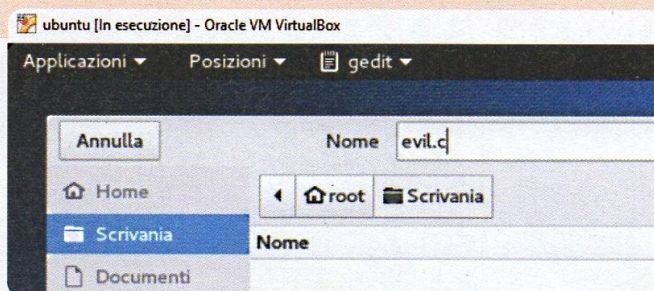 ubuntu [In esecuzione] - Oracle VM VirtualBox
Applicazioni Posizioni gedit
Annulla Nome evil.c
Home root Scrivania
Scrivania Nome
Documenti